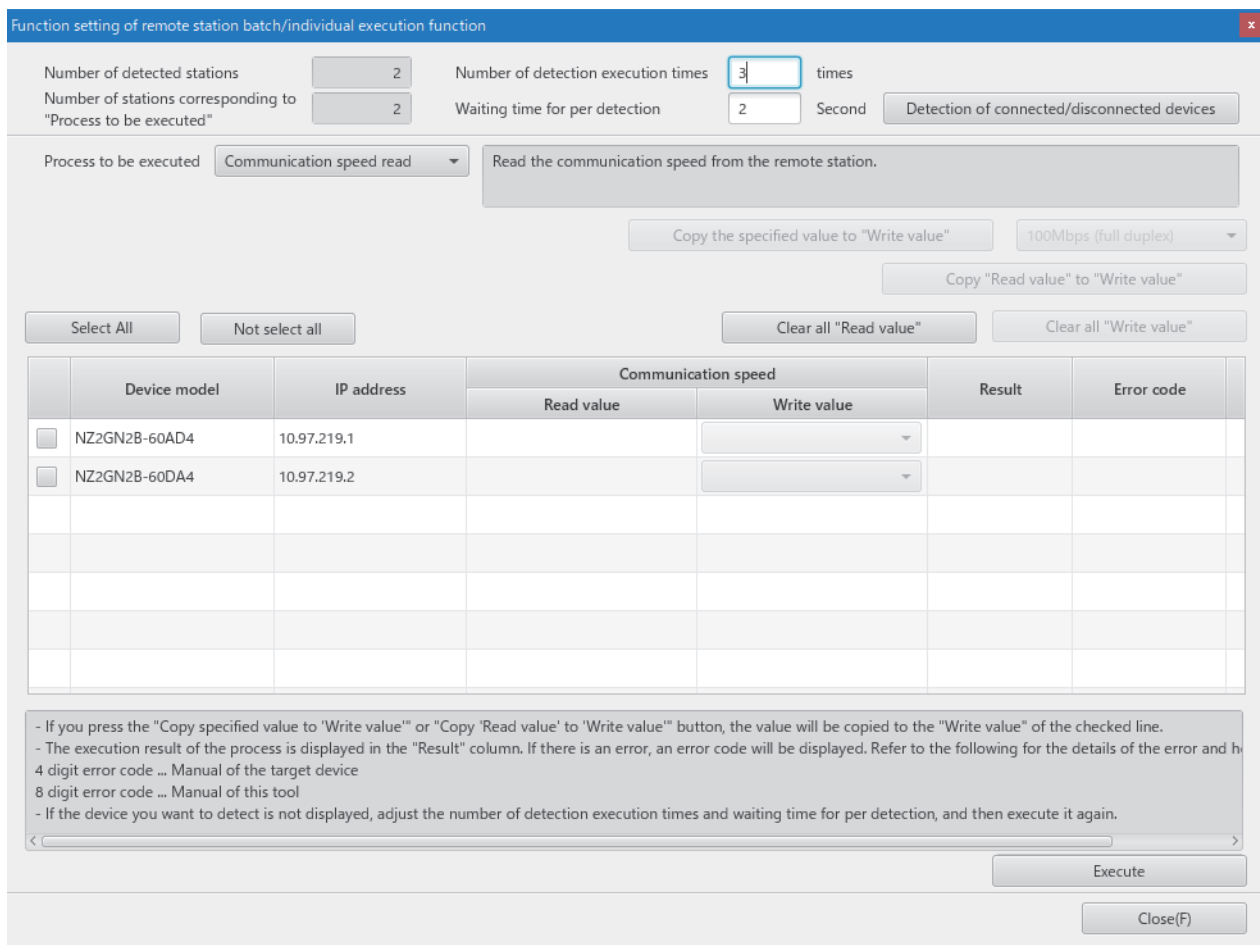 Function setting of remote station batch/individual execution function
x
Number of detected stations 2 Number of detection execution times 3 times
Number of stations corresponding to
"Process to be executed" 2 Waiting time for per detection 2 Second Detection of connected/disconnected devices
Process to be executed Communication speed read Read the communication speed from the remote station.
Copy the specified value to "Write value" 100Mbps (full duplex)
Copy "Read value" to "Write value"
Select All Not select all Clear all "Read value" Clear all "Write value"
Device model IP address Communication speed Result Error code
Read value Write value
NZ2GN2B-60AD4 10.97.219.1
NZ2GN2B-60DA4 10.97.219.2
- If you press the "Copy specified value to 'Write value'" or "Copy 'Read value' to 'Write value'" button, the value will be copied to the "Write value" of the checked line.
- The execution result of the process is displayed in the "Result" column. If there is an error, an error code will be displayed. Refer to the following for the details of the error and
4 digit error code ... Manual of the target device
8 digit error code ... Manual of this tool
- If the device you want to detect is not displayed, adjust the number of detection execution times and waiting time for per detection, and then execute it again.
Execute
Close(F)